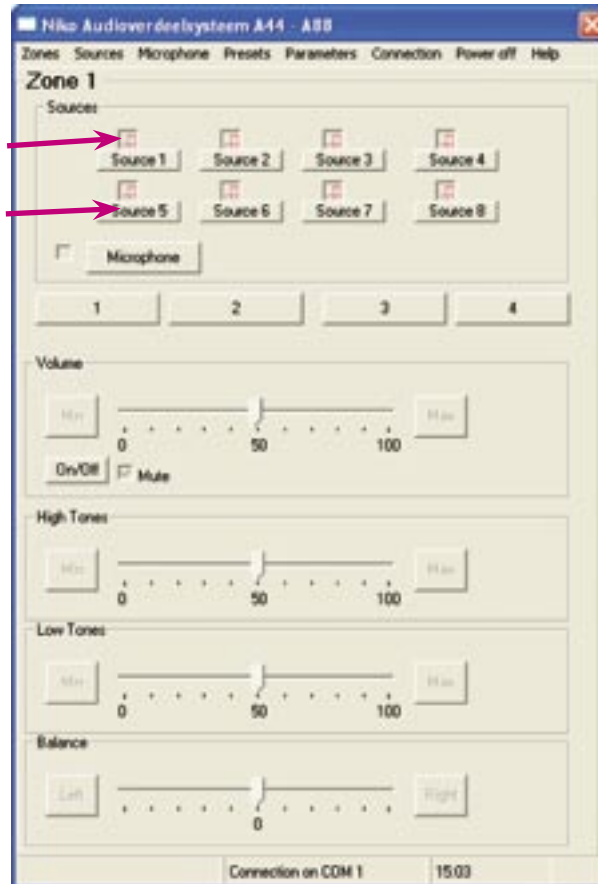 Niko Audioverdeelsysteem A44 - A88
Zones Sources Microphone Presets Parameters Connection Power off Help
Zone 1
Sources
Source 1 Source 2 Source 3 Source 4
Source 5 Source 6 Source 7 Source 8
Microphone
1 2 3 4
Volume
Min Max
0 50 100
On/Off Mute
High Tones
Min Max
0 50 100
Low Tones
Min Max
0 50 100
Balance
Left Right
0
Connection on COM 1 15:03